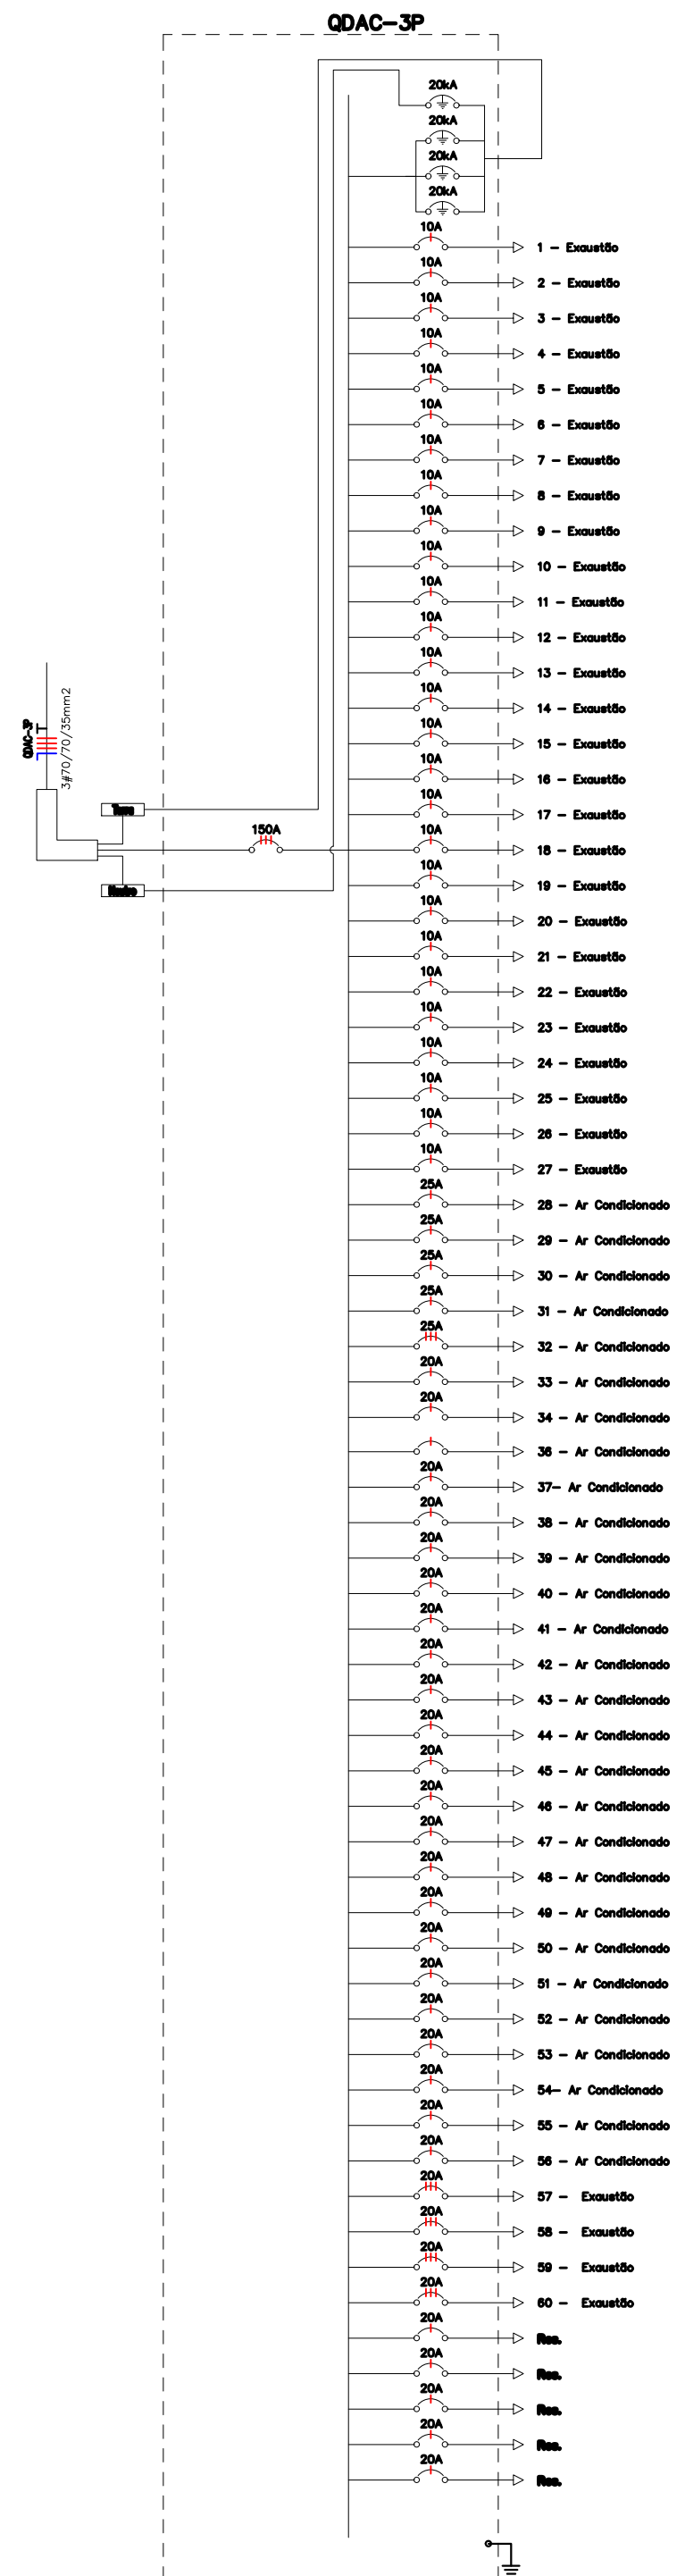 QDAC-3P
20kA
20kA
20kA
20kA
10A
1 - Exaustão
10A
2 - Exaustão
10A
3 - Exaustão
10A
4 - Exaustão
10A
5 - Exaustão
10A
6 - Exaustão
10A
7 - Exaustão
10A
8 - Exaustão
10A
9 - Exaustão
10A
10 - Exaustão
10A
11 - Exaustão
10A
12 - Exaustão
10A
13 - Exaustão
10A
14 - Exaustão
QDAC-3P
3#70/70/35mm2
10A
15 - Exaustão
10A
16 - Exaustão
Terra
10A
17 - Exaustão
150A
10A
18 - Exaustão
Neutro
10A
19 - Exaustão
10A
20 - Exaustão
10A
21 - Exaustão
10A
22 - Exaustão
10A
23 - Exaustão
10A
24 - Exaustão
10A
25 - Exaustão
10A
26 - Exaustão
10A
27 - Exaustão
25A
28 - Ar Condicionado
25A
29 - Ar Condicionado
25A
30 - Ar Condicionado
25A
31 - Ar Condicionado
25A
32 - Ar Condicionado
20A
33 - Ar Condicionado
20A
34 - Ar Condicionado
36 - Ar Condicionado
20A
37- Ar Condicionado
20A
38 - Ar Condicionado
20A
39 - Ar Condicionado
20A
40 - Ar Condicionado
20A
41 - Ar Condicionado
20A
42 - Ar Condicionado
20A
43 - Ar Condicionado
20A
44 - Ar Condicionado
20A
45 - Ar Condicionado
20A
46 - Ar Condicionado
20A
47 - Ar Condicionado
20A
48 - Ar Condicionado
20A
49 - Ar Condicionado
20A
50 - Ar Condicionado
20A
51 - Ar Condicionado
20A
52 - Ar Condicionado
20A
53 - Ar Condicionado
20A
54- Ar Condicionado
20A
55 - Ar Condicionado
20A
56 - Ar Condicionado
20A
57 - Exaustão
20A
58 - Exaustão
20A
59 - Exaustão
20A
60 - Exaustão
20A
Res.
20A
Res.
20A
Res.
20A
Res.
20A
Res.